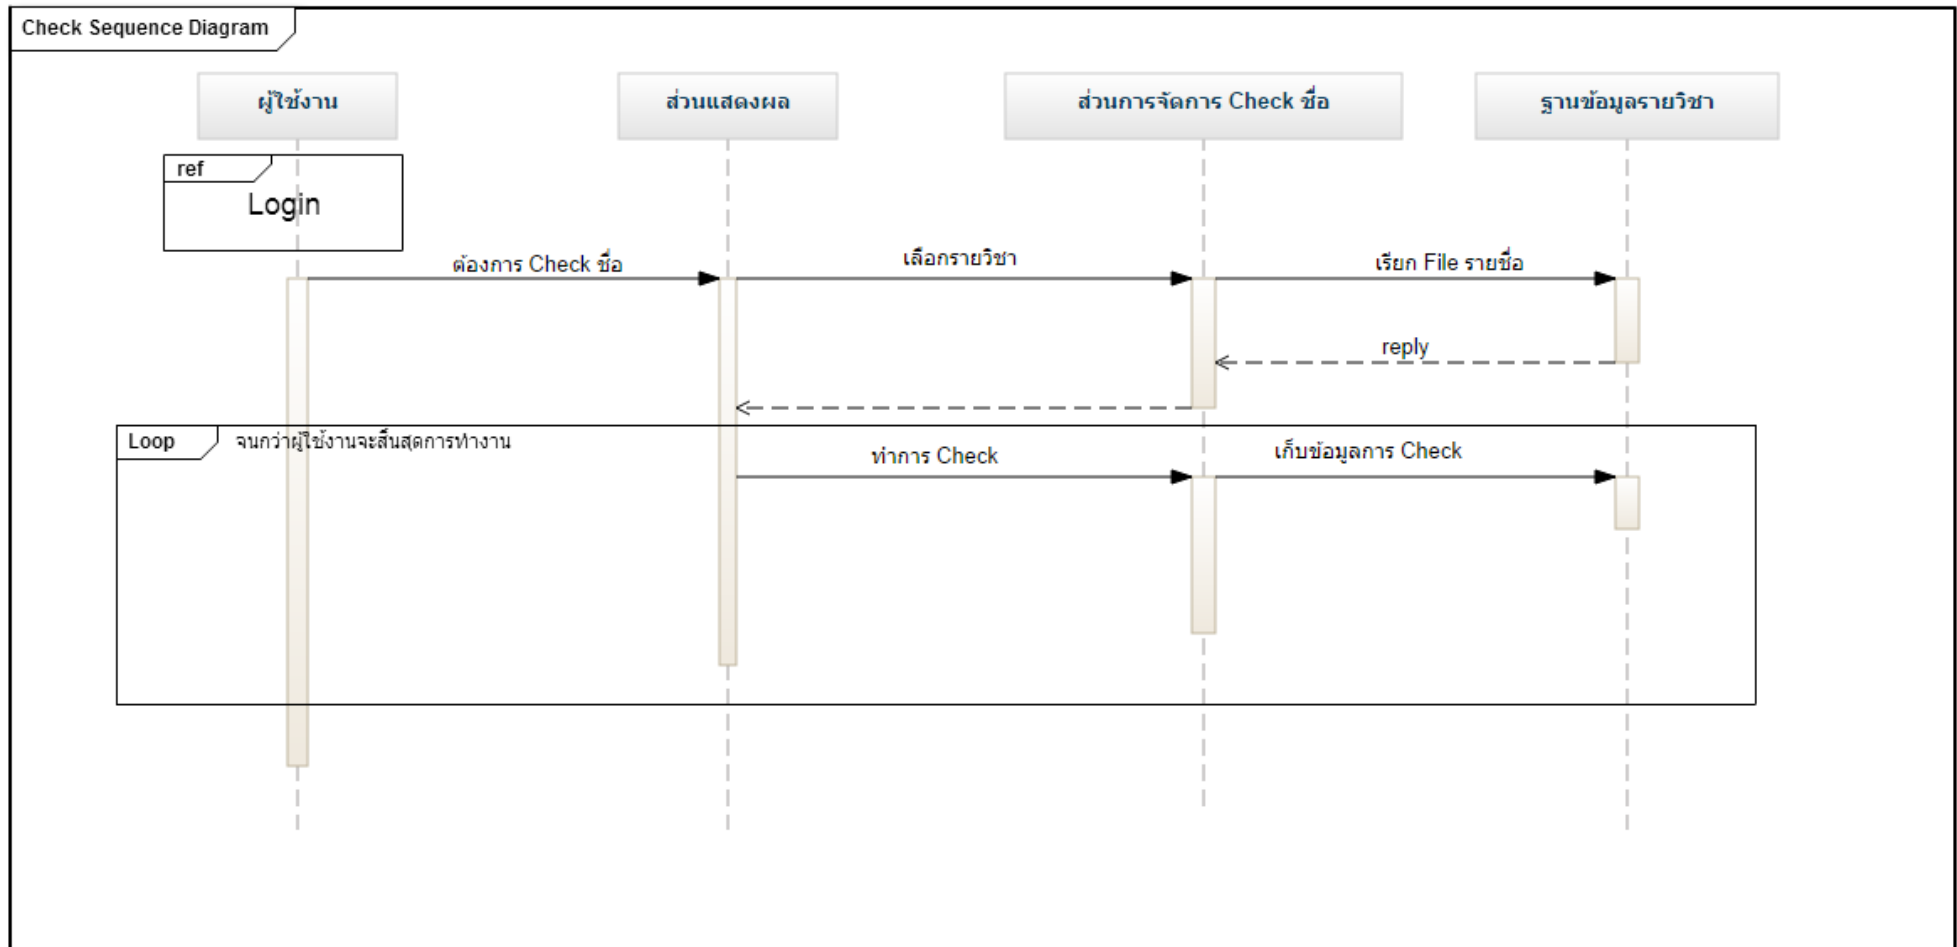 Check Sequence Diagram
ผู้ใช้งาน
ส่วนแสดงผล
ส่วนการจัดการ Check ชื่อ
ฐานข้อมูลรายวิชา
ref
Login
ต้องการ Check ชื่อ
เลือกรายวิชา
เรียก File รายชื่อ
reply
Loop
จนกว่าผู้ใช้งานจะสิ้นสุดการทำงาน
ทำการ Check
เก็บข้อมูลการ Check